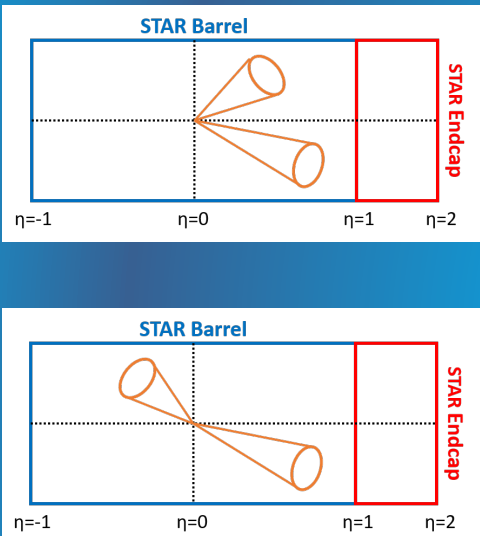 STAR Barrel
STAR Endcap
η=-1 η=0 η=1 η=2
STAR Barrel
STAR Endcap
η=-1 η=0 η=1 η=2